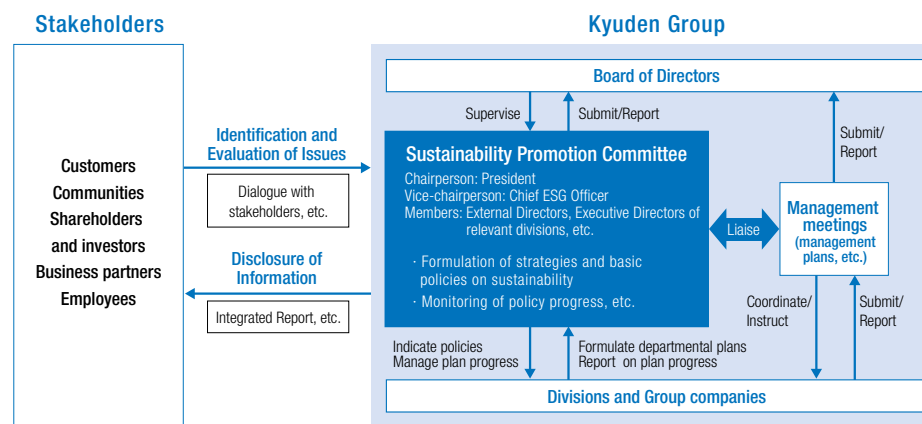 Stakeholders
Kyuden Group
Customers
Communities
Shareholders
and investors
Business partners
Employees
Identification and
Evaluation of Issues
Dialogue with
stakeholders, etc.
Disclosure of
Information
Integrated Report, etc.
Board of Directors
Supervise
Submit/Report
Submit/
Report
Sustainability Promotion Committee
Chairperson: President
Vice-chairperson: Chief ESG Officer
Members: External Directors, Executive Directors of
relevant divisions, etc.
· Formulation of strategies and basic
policies on sustainability
· Monitoring of policy progress, etc.
Liaise
Management
meetings
(management
plans, etc.)
Indicate policies
Manage plan progress
Formulate departmental plans
Report on plan progress
Coordinate/
Instruct
Submit/
Report
Divisions and Group companies